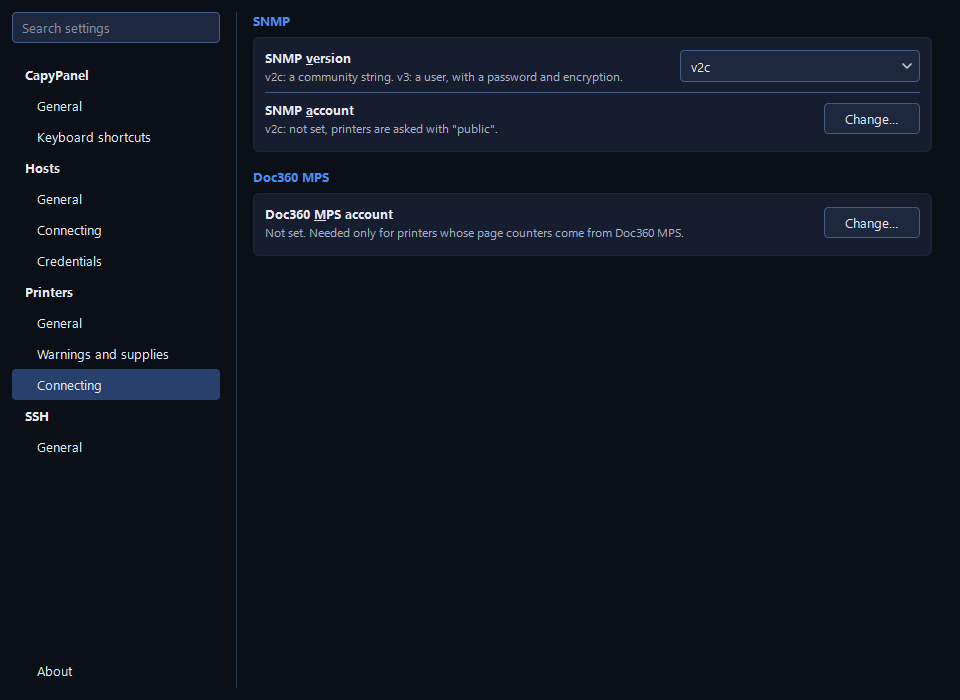 Search settings
CapyPanel
General
Keyboard shortcuts
Hosts
General
Connecting
Credentials
Printers
General
Warnings and supplies
Connecting
SSH
General
About
SNMP
SNMP version
v2c: a community string. v3: a user, with a password and encryption.
v2c
SNMP account
v2c: not set, printers are asked with "public".
Change...
Doc360 MPS
Doc360 MPS account
Not set. Needed only for printers whose page counters come from Doc360 MPS.
Change...